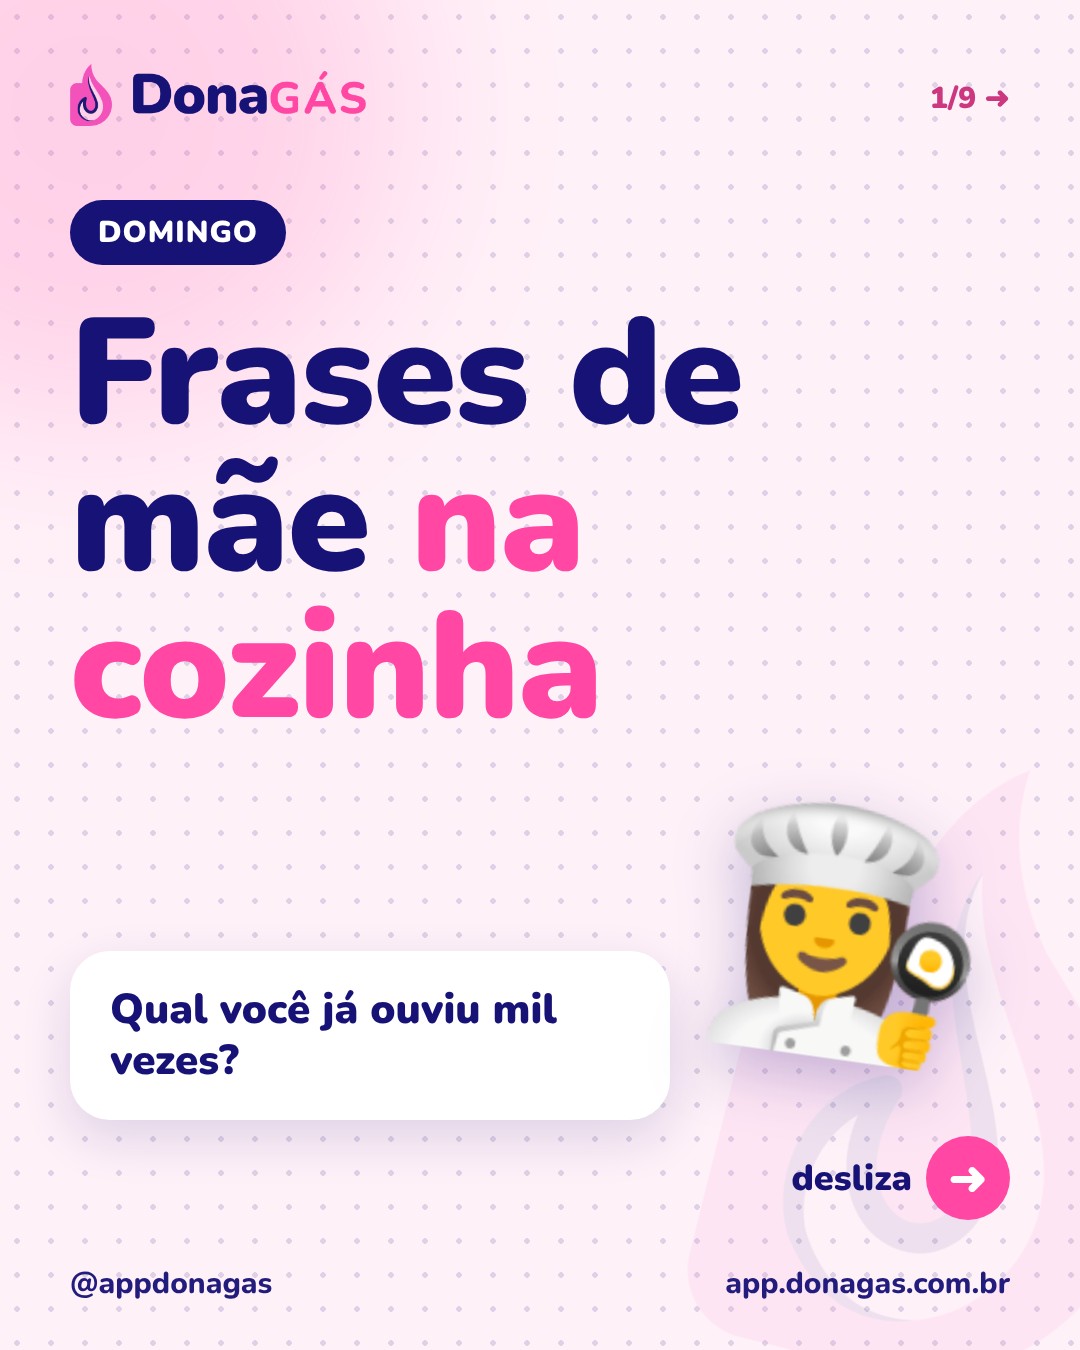 DonaGÁS
1/9 →
DOMINGO
Frases de
mãe na
cozinha
Qual você já ouviu mil
vezes?
desliza →
@appdonagas
app.donagas.com.br